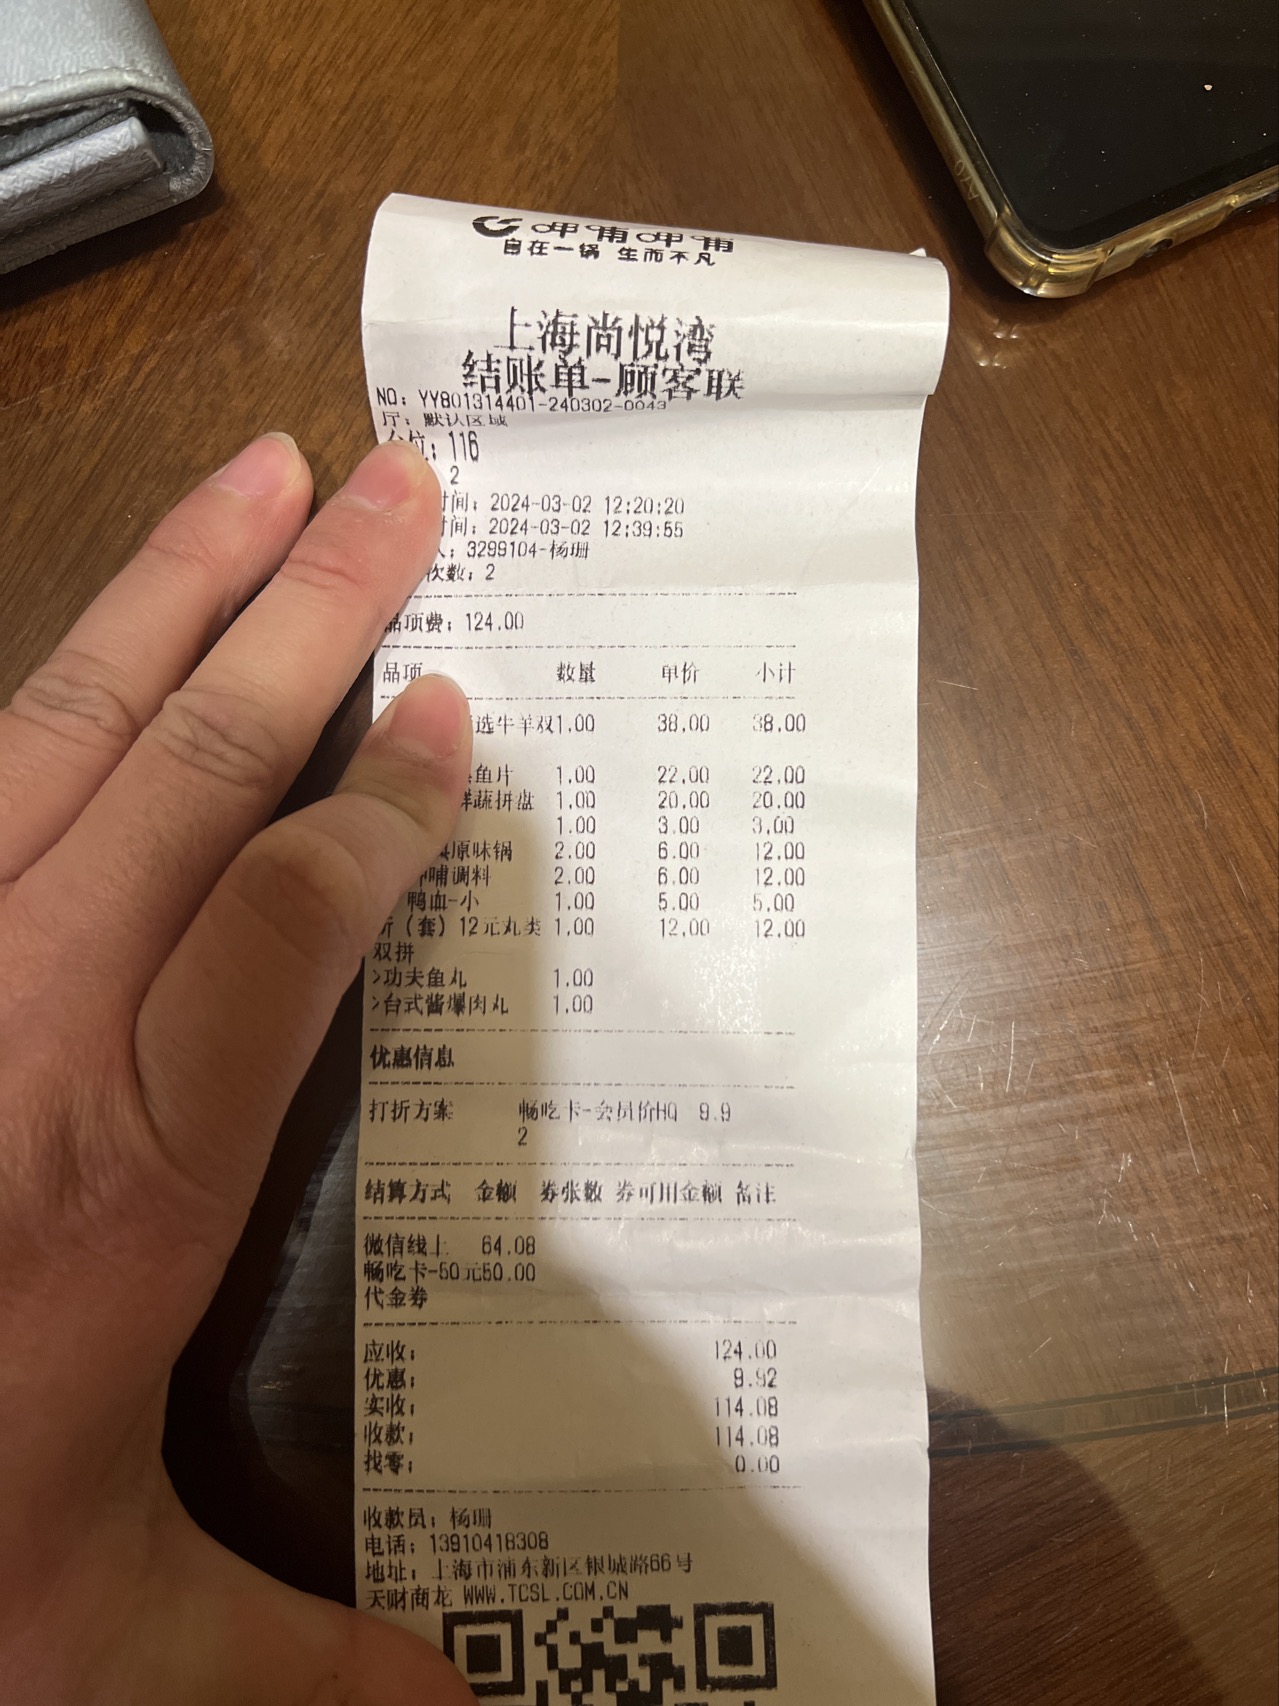 呷哺呷哺
自在一锅 生而不凡
上海尚悦湾
结账单-顾客联
NO: YY801314401-240302-0043
厅: 默认区域
台位: 116
2
时间: 2024-03-02 12:20:20
时间: 2024-03-02 12:39:55
人: 3299104-杨珊
次数: 2
品项费: 124.00
品项 数量 单价 小计
选牛羊双 1.00 38.00 38.00
鱼片 1.00 22.00 22.00
鲜蔬拼盘 1.00 20.00 20.00
1.00 3.00 3.00
原味锅 2.00 6.00 12.00
哺调料 2.00 6.00 12.00
鸭血-小 1.00 5.00 5.00
新(套)12元丸类 1.00 12.00 12.00
双拼
>功夫鱼丸 1.00
>台式酱爆肉丸 1.00
优惠信息
打折方案 畅吃卡-会员价HQ 9.9
2
结算方式 金额 券张数 券可用金额 备注
微信线上 64.08
畅吃卡-50元50.00
代金券
应收: 124.00
优惠: 9.92
实收: 114.08
收款: 114.08
找零: 0.00
收款员: 杨珊
电话: 13910418308
地址: 上海市浦东新区银城路66号
天财商龙 WWW.TCSL.COM.CN